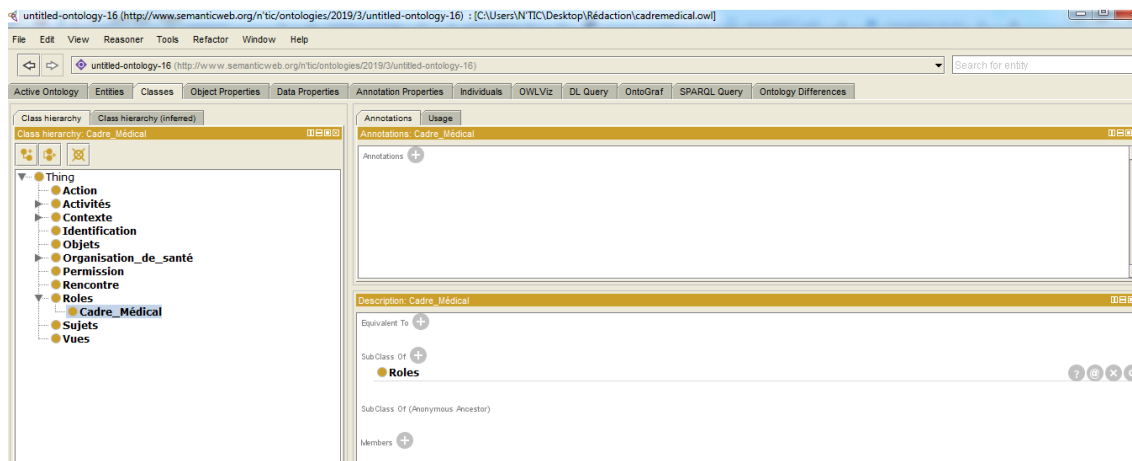 untitled-ontology-16 (http://www.semanticweb.org/n'tic/ontologies/2019/3/untitled-ontology-16) : [C:\Users\N'TIC\Desktop\Rédaction\cadremedical.owl]
File Edit View Reasoner Tools Refactor Window Help
untitled-ontology-16 (http://www.semanticweb.org/n'tic/ontologies/2019/3/untitled-ontology-16) Search for entity
Active Ontology Entities Classes Object Properties Data Properties Annotation Properties Individuals OWLViz DL Query OntoGraf SPARQL Query Ontology Differences
Class hierarchy Class hierarchy (inferred)
Class hierarchy: Cadre_Médical
Thing
Action
Activités
Contexte
Identification
Objets
Organisation_de_santé
Permission
Rencontre
Roles
Cadre_Médical
Sujets
Vues
Annotations Usage
Annotations: Cadre_Médical
Annotations
Description: Cadre_Médical
Equivalent To
SubClass Of
Roles
SubClass Of (Anonymous Ancestor)
Members